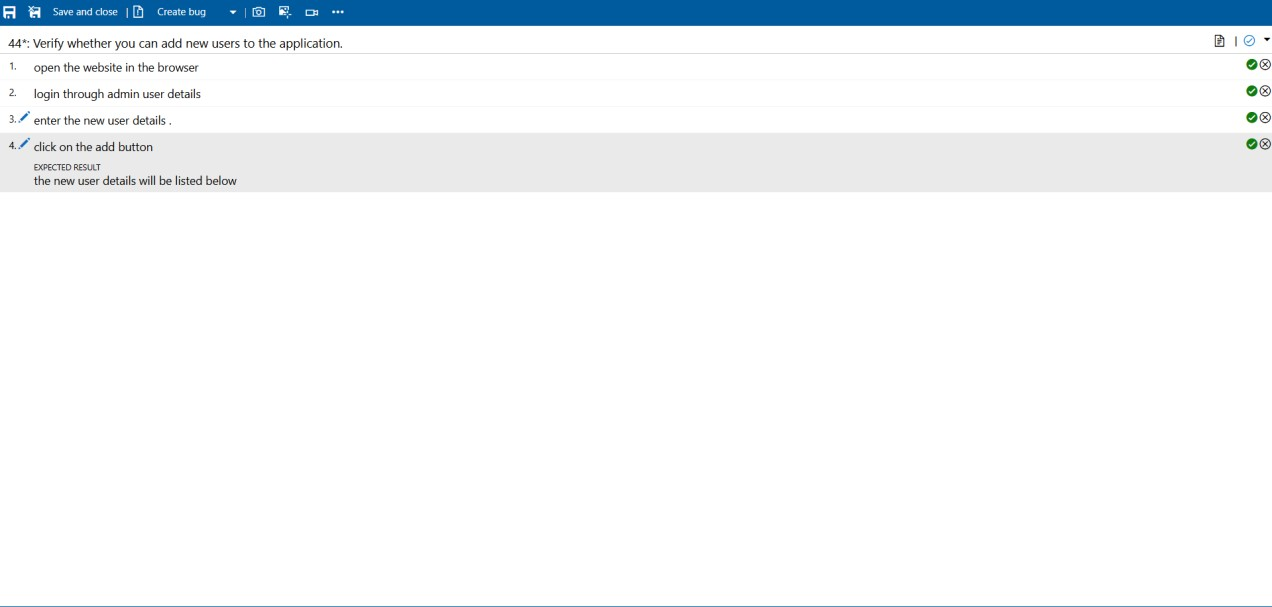 Save and close | Create bug
44*: Verify whether you can add new users to the application.
1. open the website in the browser
2. login through admin user details
3. enter the new user details .
4. click on the add button
EXPECTED RESULT
the new user details will be listed below